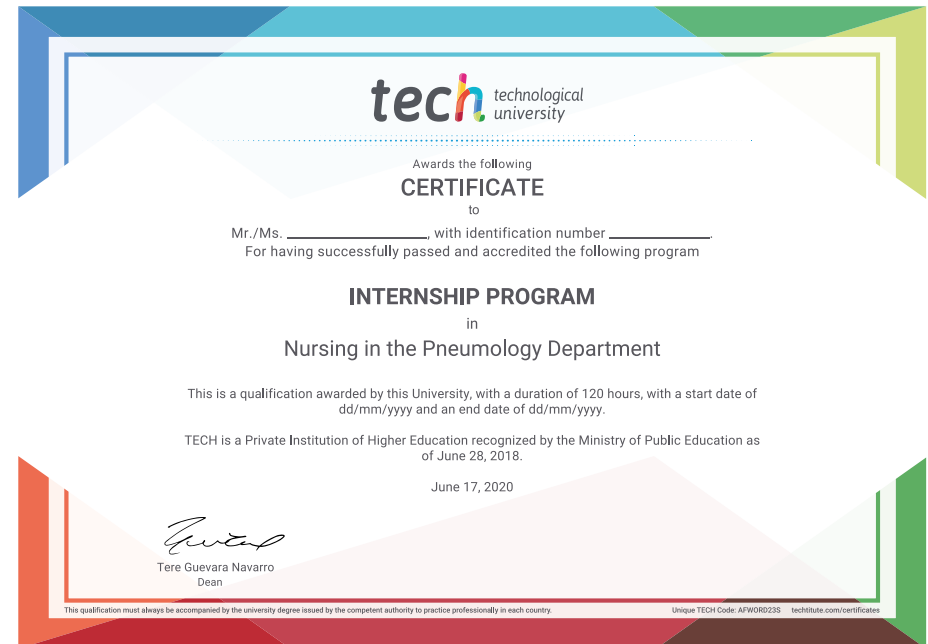 tech technological
university
Awards the following
CERTIFICATE
to
Mr./Ms. ____________, with identification number ____________.
For having successfully passed and accredited the following program
INTERNSHIP PROGRAM
in
Nursing in the Pneumology Department
This is a qualification awarded by this University, with a duration of 120 hours, with a start date of
dd/mm/yyyy and an end date of dd/mm/yyyy.
TECH is a Private Institution of Higher Education recognized by the Ministry of Public Education as
of June 28, 2018.
June 17, 2020
Tere Guevara Navarro
Dean
This qualification must always be accompanied by the university degree issued by the competent authority to practice professionally in each country.
Unique TECH Code: AFWORD23S techtitute.com/certificates